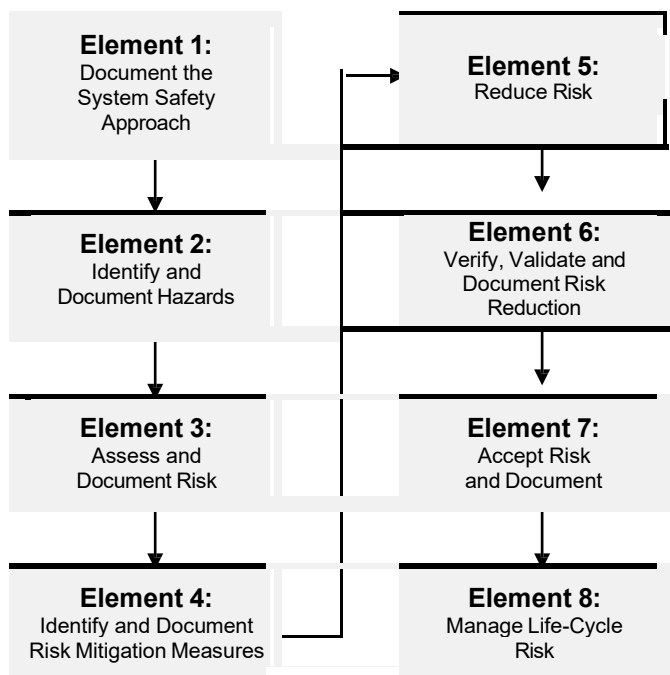 Element 1:
Document the
System Safety
Approach
Element 2:
Identify and
Document Hazards
Element 3:
Assess and
Document Risk
Element 4:
Identify and Document
Risk Mitigation Measures
Element 5:
Reduce Risk
Element 6:
Verify, Validate and
Document Risk
Reduction
Element 7:
Accept Risk
and Document
Element 8:
Manage Life-Cycle
Risk